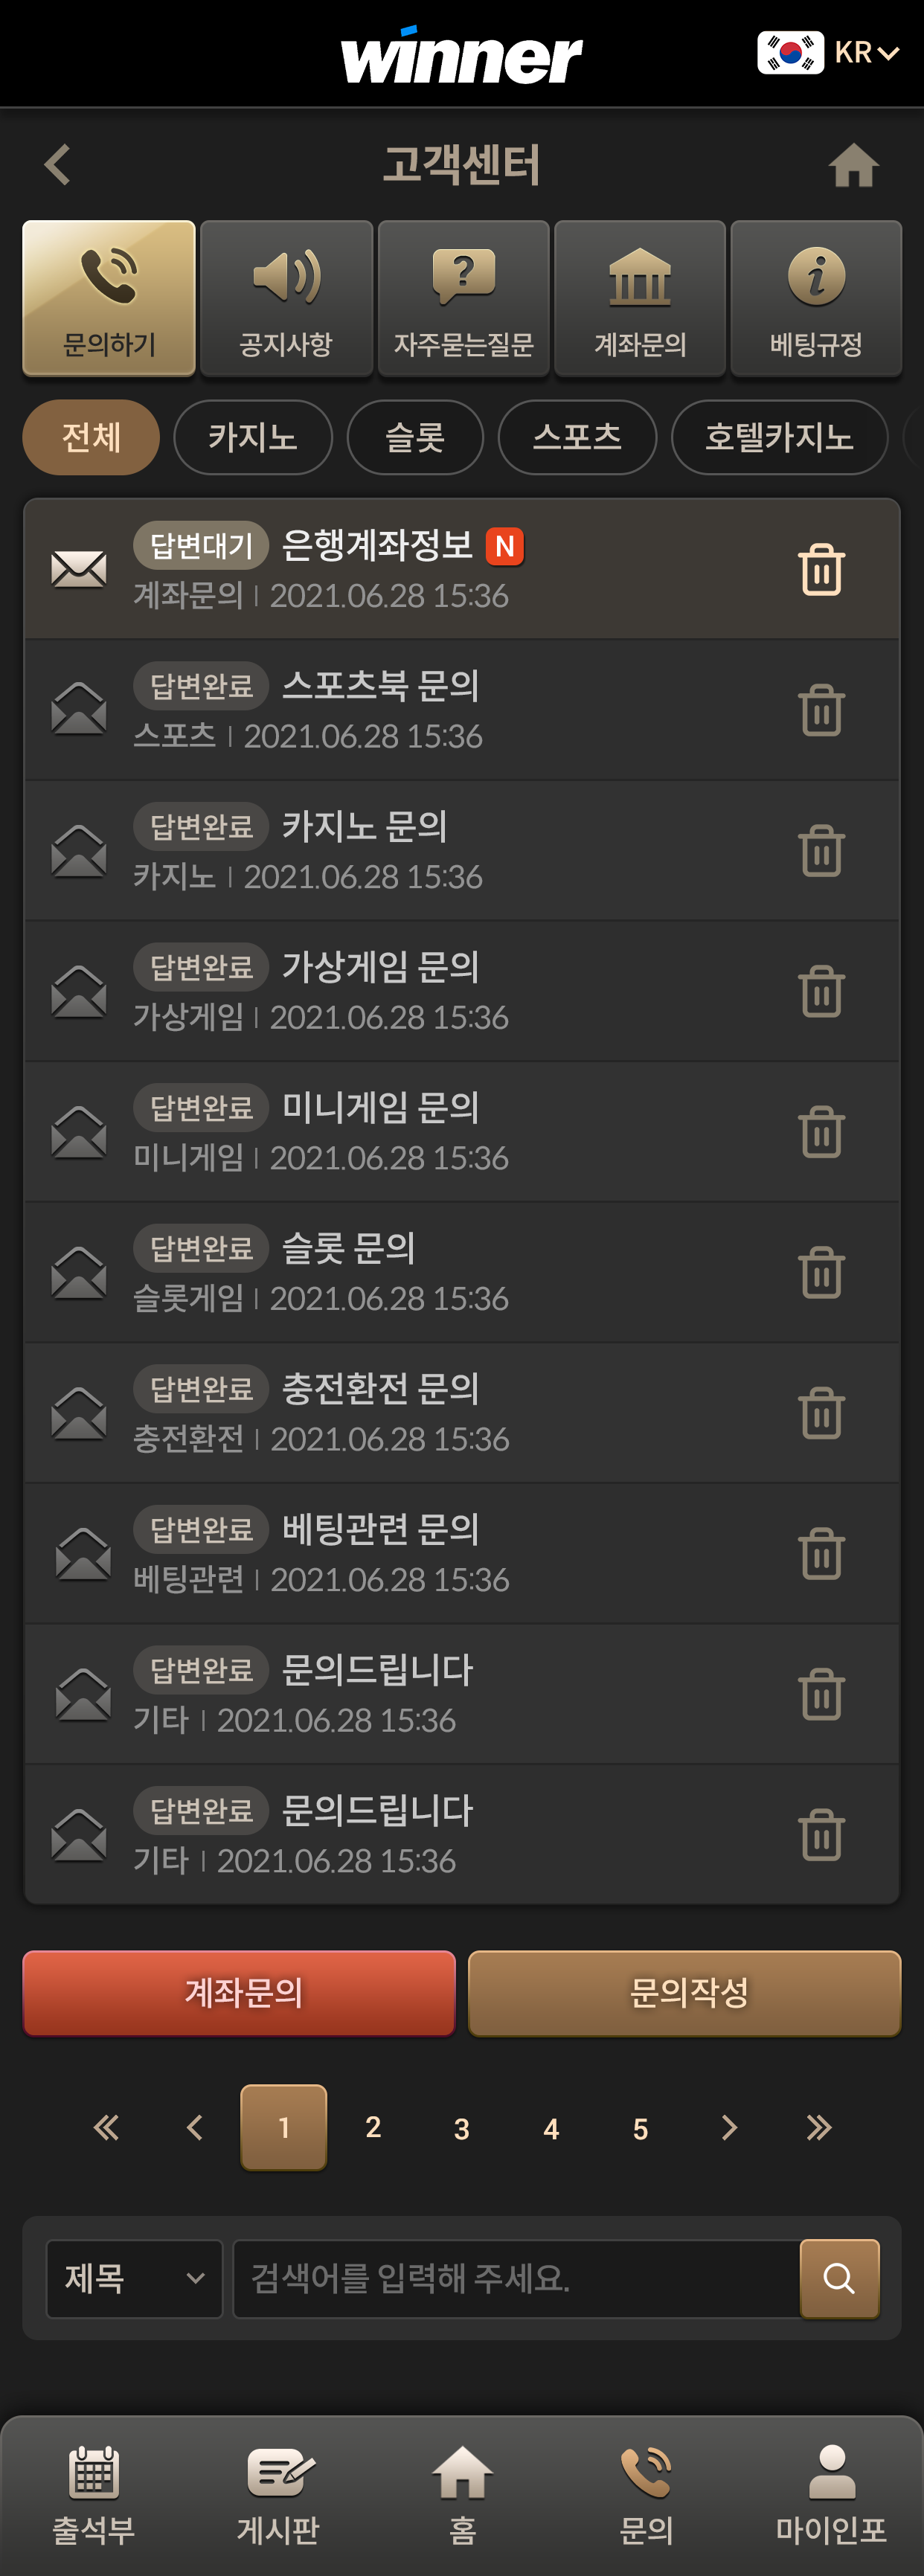 winner
KR
고객센터
문의하기
공지사항
?
자주묻는질문
계좌문의
i
베팅규정
전체
카지노
슬롯
스포츠
호텔카지노
답변대기 은행계좌정보 N
계좌문의 | 2021.06.28 15:36
답변완료 스포츠북 문의
스포츠 | 2021.06.28 15:36
답변완료 카지노 문의
카지노 | 2021.06.28 15:36
답변완료 가상게임 문의
가상게임 | 2021.06.28 15:36
답변완료 미니게임 문의
미니게임 | 2021.06.28 15:36
답변완료 슬롯 문의
슬롯게임 | 2021.06.28 15:36
답변완료 충전환전 문의
충전환전 | 2021.06.28 15:36
답변완료 베팅관련 문의
베팅관련 | 2021.06.28 15:36
답변완료 문의드립니다
기타 | 2021.06.28 15:36
답변완료 문의드립니다
기타 | 2021.06.28 15:36
계좌문의
문의작성
1 2 3 4 5
제목
검색어를 입력해 주세요.
출석부
게시판
홈
문의
마이인포